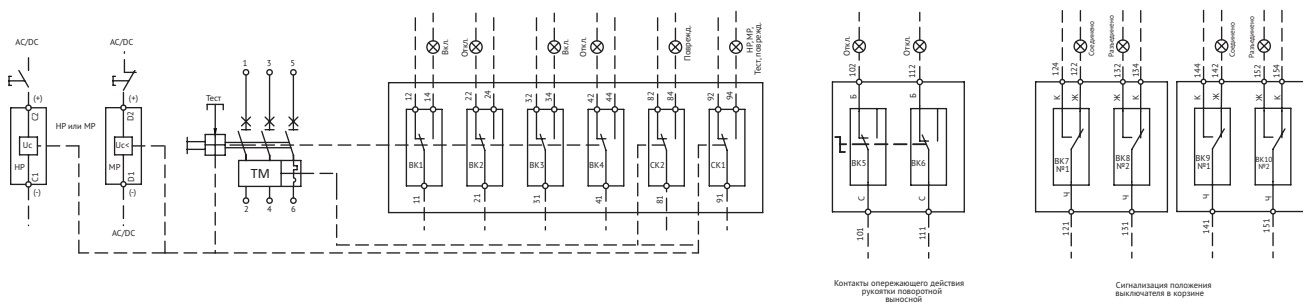 AC/DC
(+)
C2
Uc
НР
C1
(-)
AC/DC
(+)
D2
Uc<
МР
D1
(-)
AC/DC
НР или МР
Тест
1
3
5
ТМ
2
4
6
Вкл.
Откл.
Вкл.
Откл.
Поврежд.
НР, МР,
Тест, поврежд.
12
14
22
24
32
34
42
44
82
84
92
94
ВК1
ВК2
ВК3
ВК4
СК2
СК1
11
21
31
41
81
91
Откл.
Откл.
102
112
Б
Б
ВК5
ВК6
С
С
101
111
Контакты опережающего действия
рукоятки поворотной
выносной
Соединено
Разъединено
Соединено
Разъединено
124
122
132
134
144
142
152
154
К
Ж
Ж
К
К
Ж
Ж
К
ВК7
№1
ВК8
№2
ВК9
№1
ВК10
№2
Ч
Ч
Ч
Ч
121
131
141
151
Сигнализация положения
выключателя в корзине